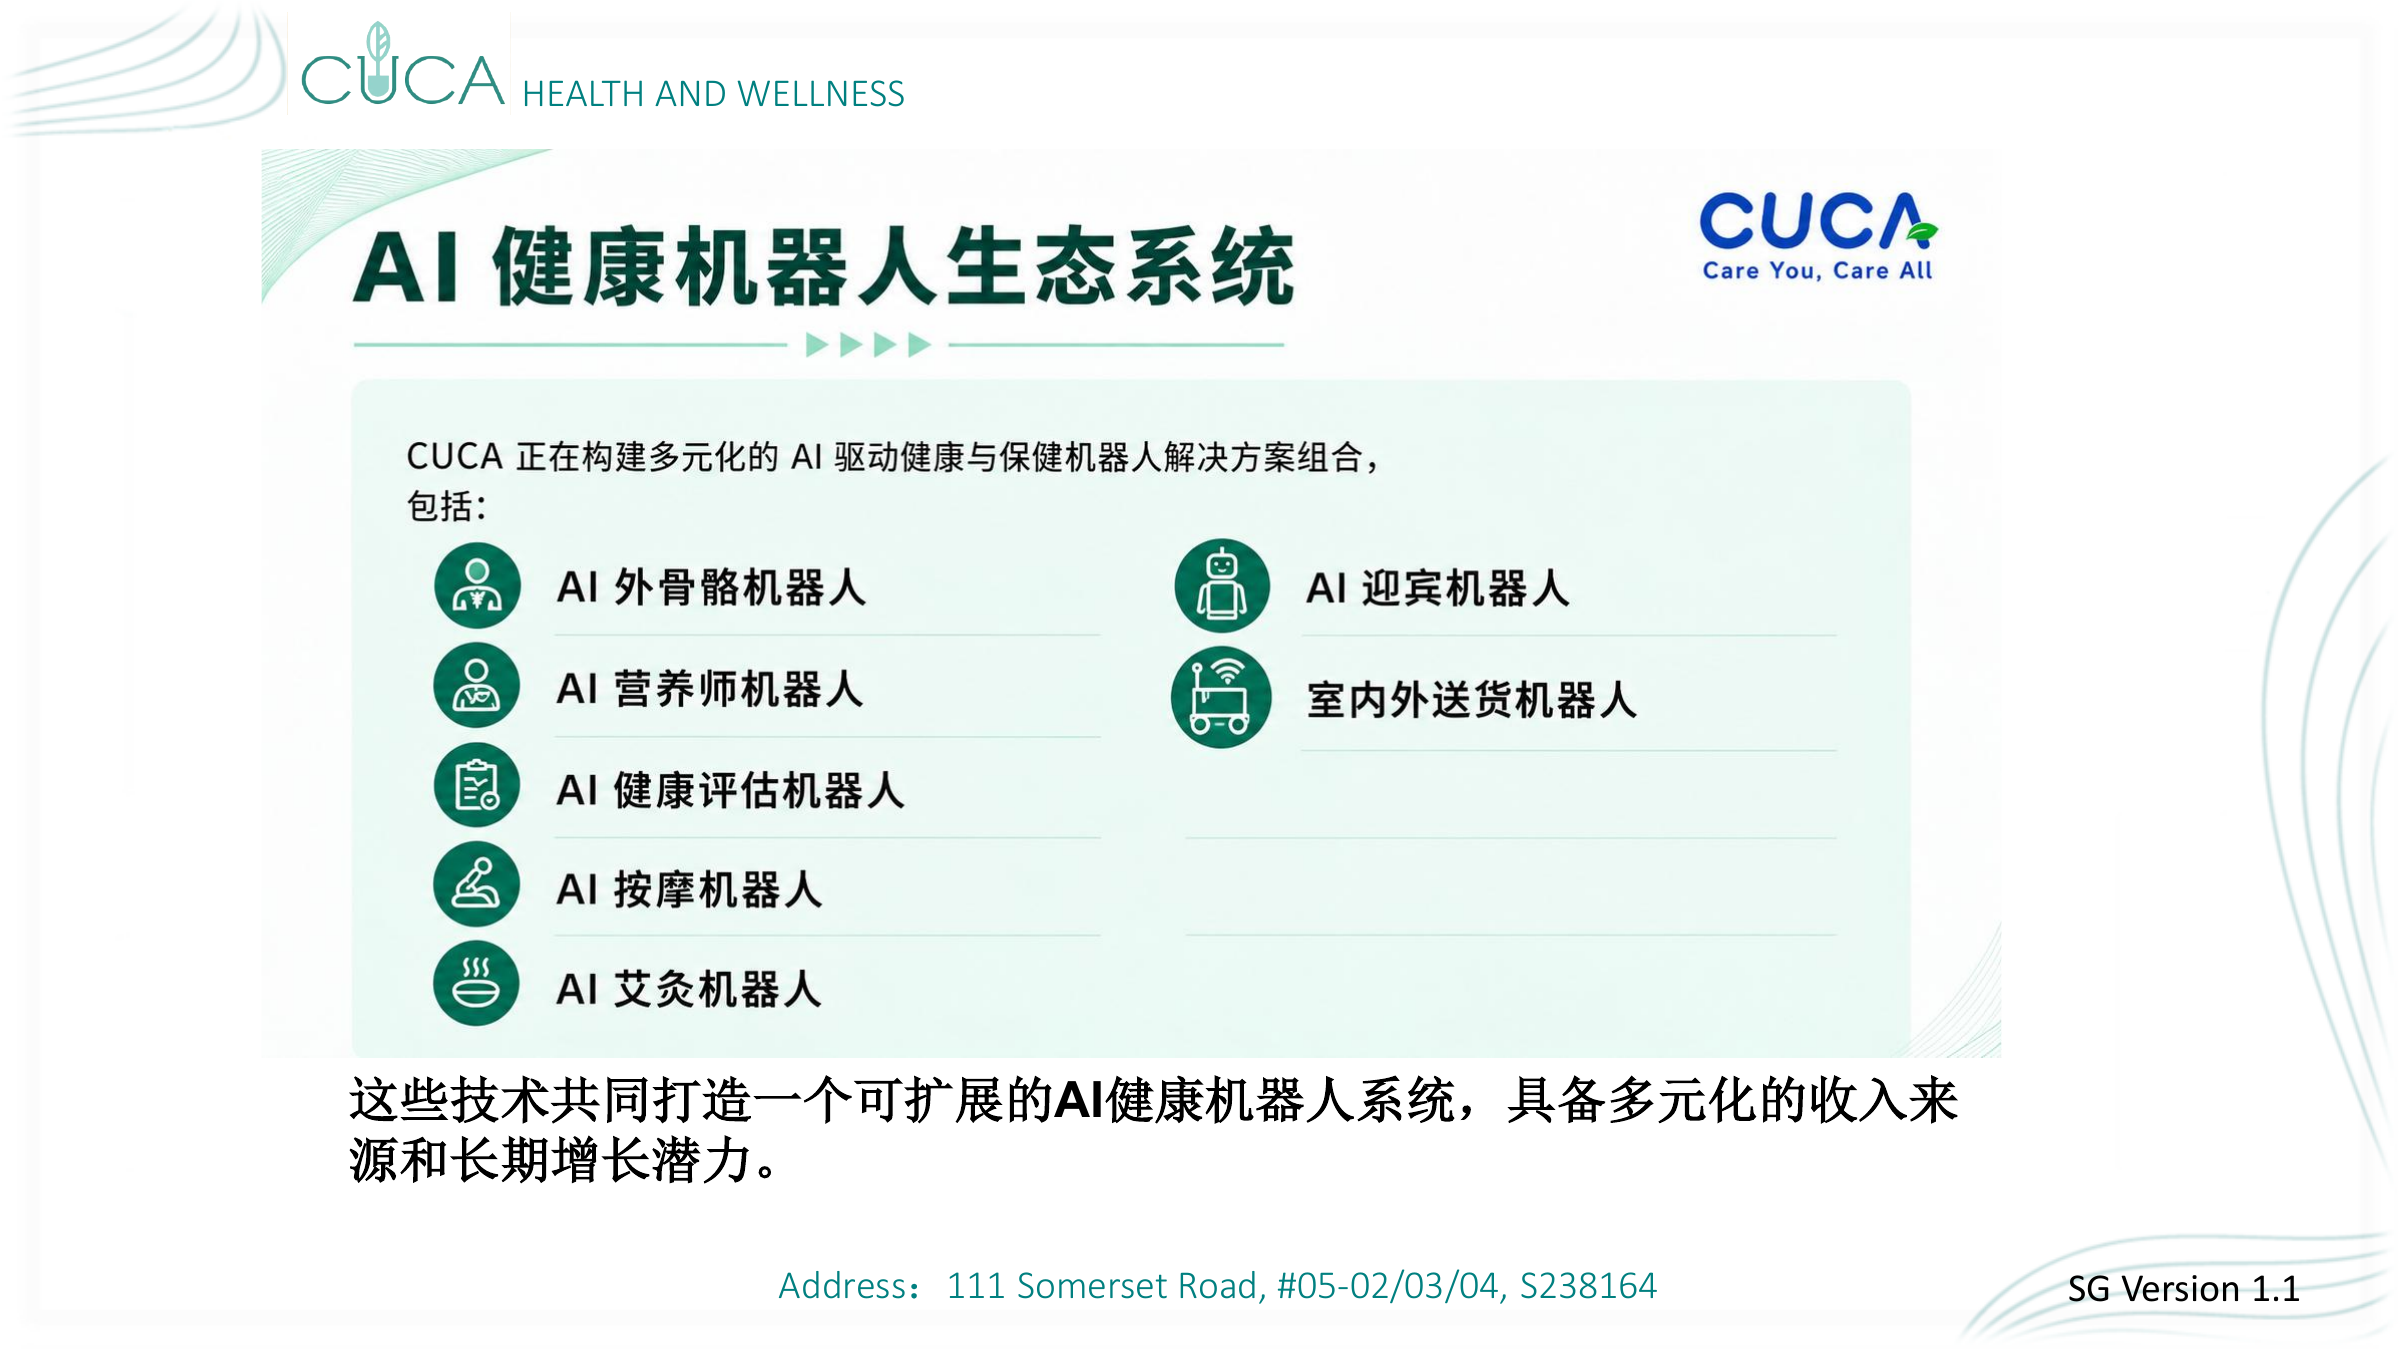 CUCA HEALTH AND WELLNESS
AI 健康机器人生态系统
CUCA
Care You, Care All
CUCA 正在构建多元化的 AI 驱动健康与保健机器人解决方案组合，
包括：
AI 外骨骼机器人
AI 营养师机器人
AI 健康评估机器人
AI 按摩机器人
AI 艾灸机器人
AI 迎宾机器人
室内外送货机器人
这些技术共同打造一个可扩展的AI健康机器人系统，具备多元化的收入来
源和长期增长潜力。
Address：111 Somerset Road, #05-02/03/04, S238164
SG Version 1.1